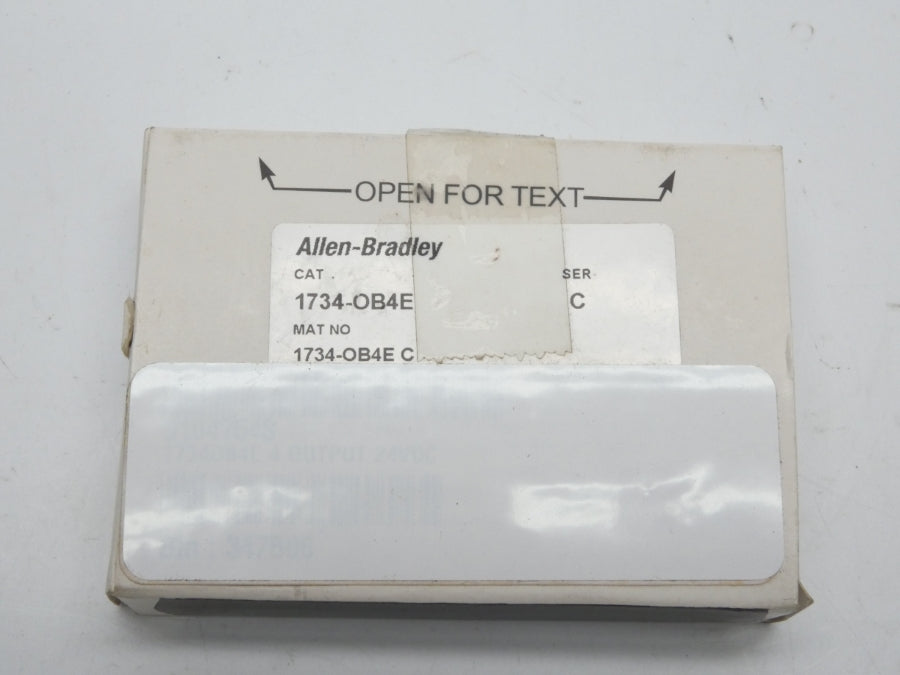 OPEN FOR TEXT
Allen-Bradley
CAT . SER
1734-OB4E C
MAT NO
1734-OB4E C
1734OB4E 4 OUTPUT 24VDC